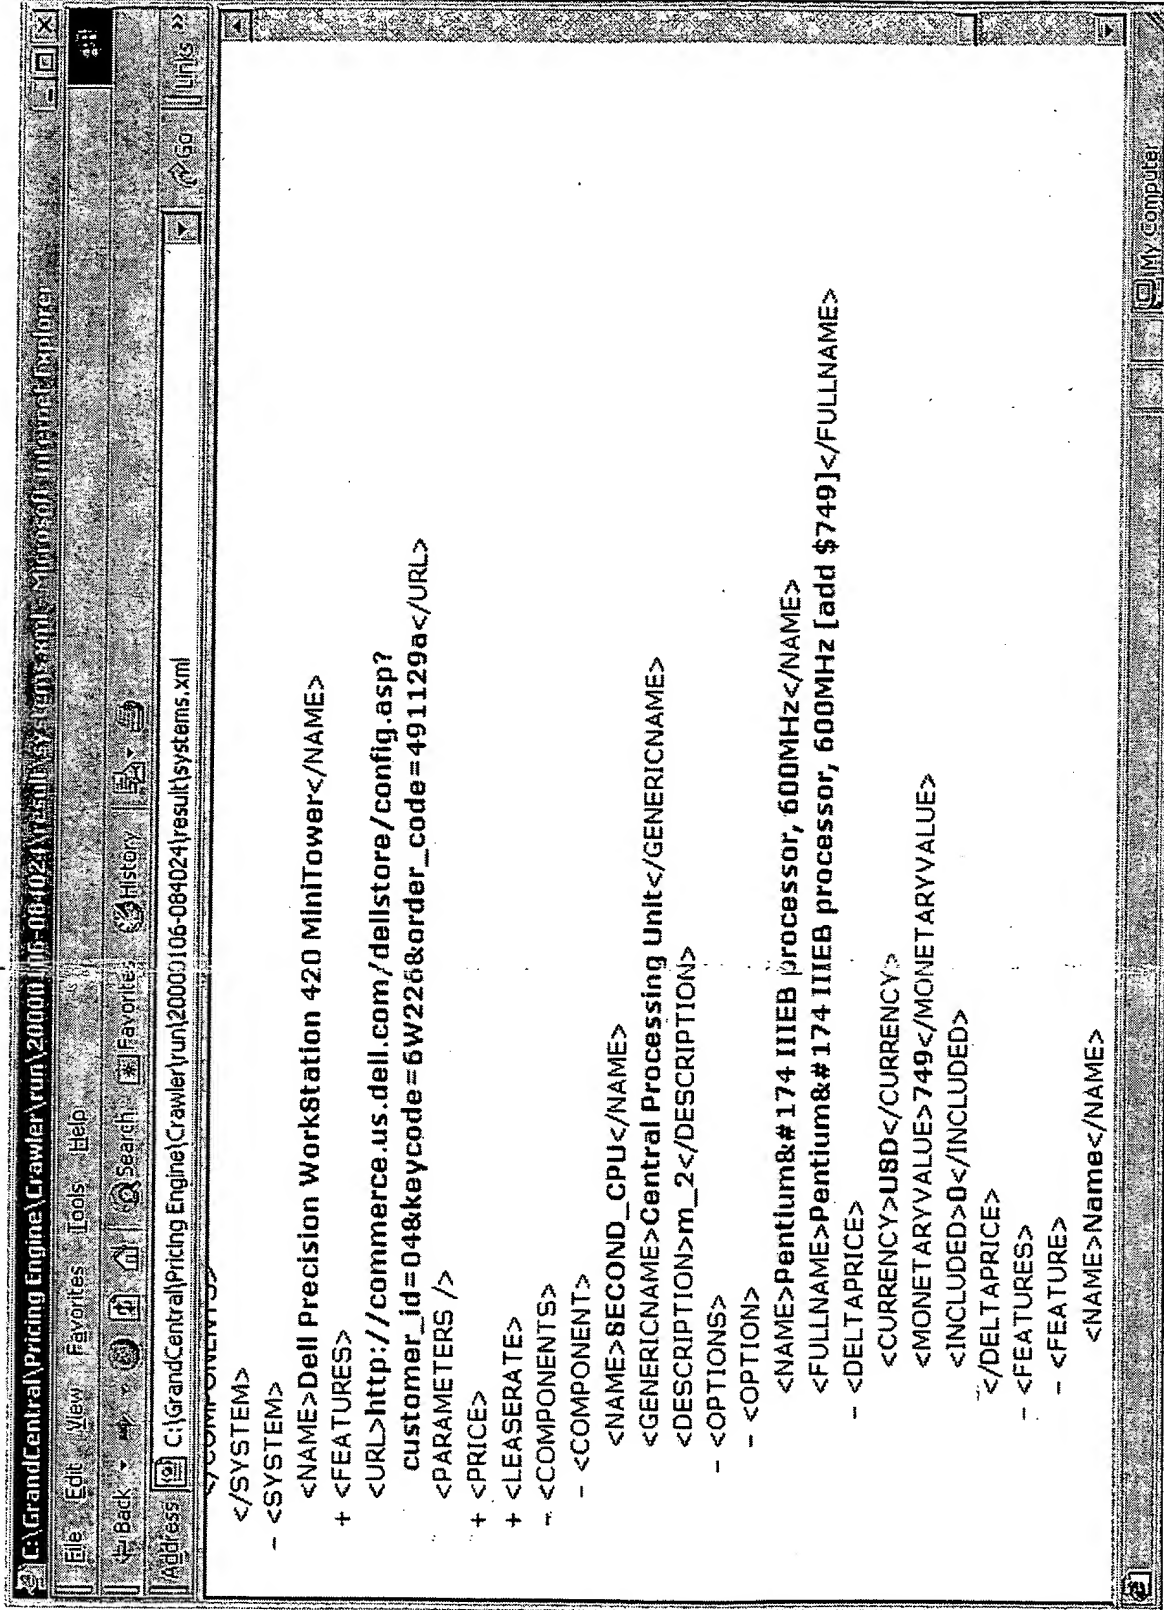 C:\GrandCentral\Pricing Engine\Crawler\run\20000106-084024\result\systems.xml - Microsoft Internet Explorer
File Edit View Favorites Tools Help
Back Search Favorites History
Address C:\GrandCentral\Pricing Engine\Crawler\run\20000106-084024\result\systems.xml Go Links »
</COMPONENTS>
</SYSTEM>
- <SYSTEM>
<NAME>Dell Precision WorkStation 420 MiniTower</NAME>
+ <FEATURES>
<URL>http://commerce.us.dell.com/dellstore/config.asp?
customer_id=04&keycode=6W226&order_code=491129a</URL>
<PARAMETERS />
+ <PRICE>
+ <LEASERATE>
- <COMPONENTS>
- <COMPONENT>
<NAME>SECOND_CPU</NAME>
<GENERICNAME>Central Processing Unit</GENERICNAME>
<DESCRIPTION>m_2</DESCRIPTION>
- <OPTIONS>
- <OPTION>
<NAME>Pentium&#174 IIIEB processor, 600MHz</NAME>
<FULLNAME>Pentium&#174 IIIEB processor, 600MHz [add $749]</FULLNAME>
- <DELTAPRICE>
<CURRENCY>USD</CURRENCY>
<MONETARYVALUE>749</MONETARYVALUE>
<INCLUDED>0</INCLUDED>
</DELTAPRICE>
- <FEATURES>
- <FEATURE>
<NAME>Name</NAME>
My Computer